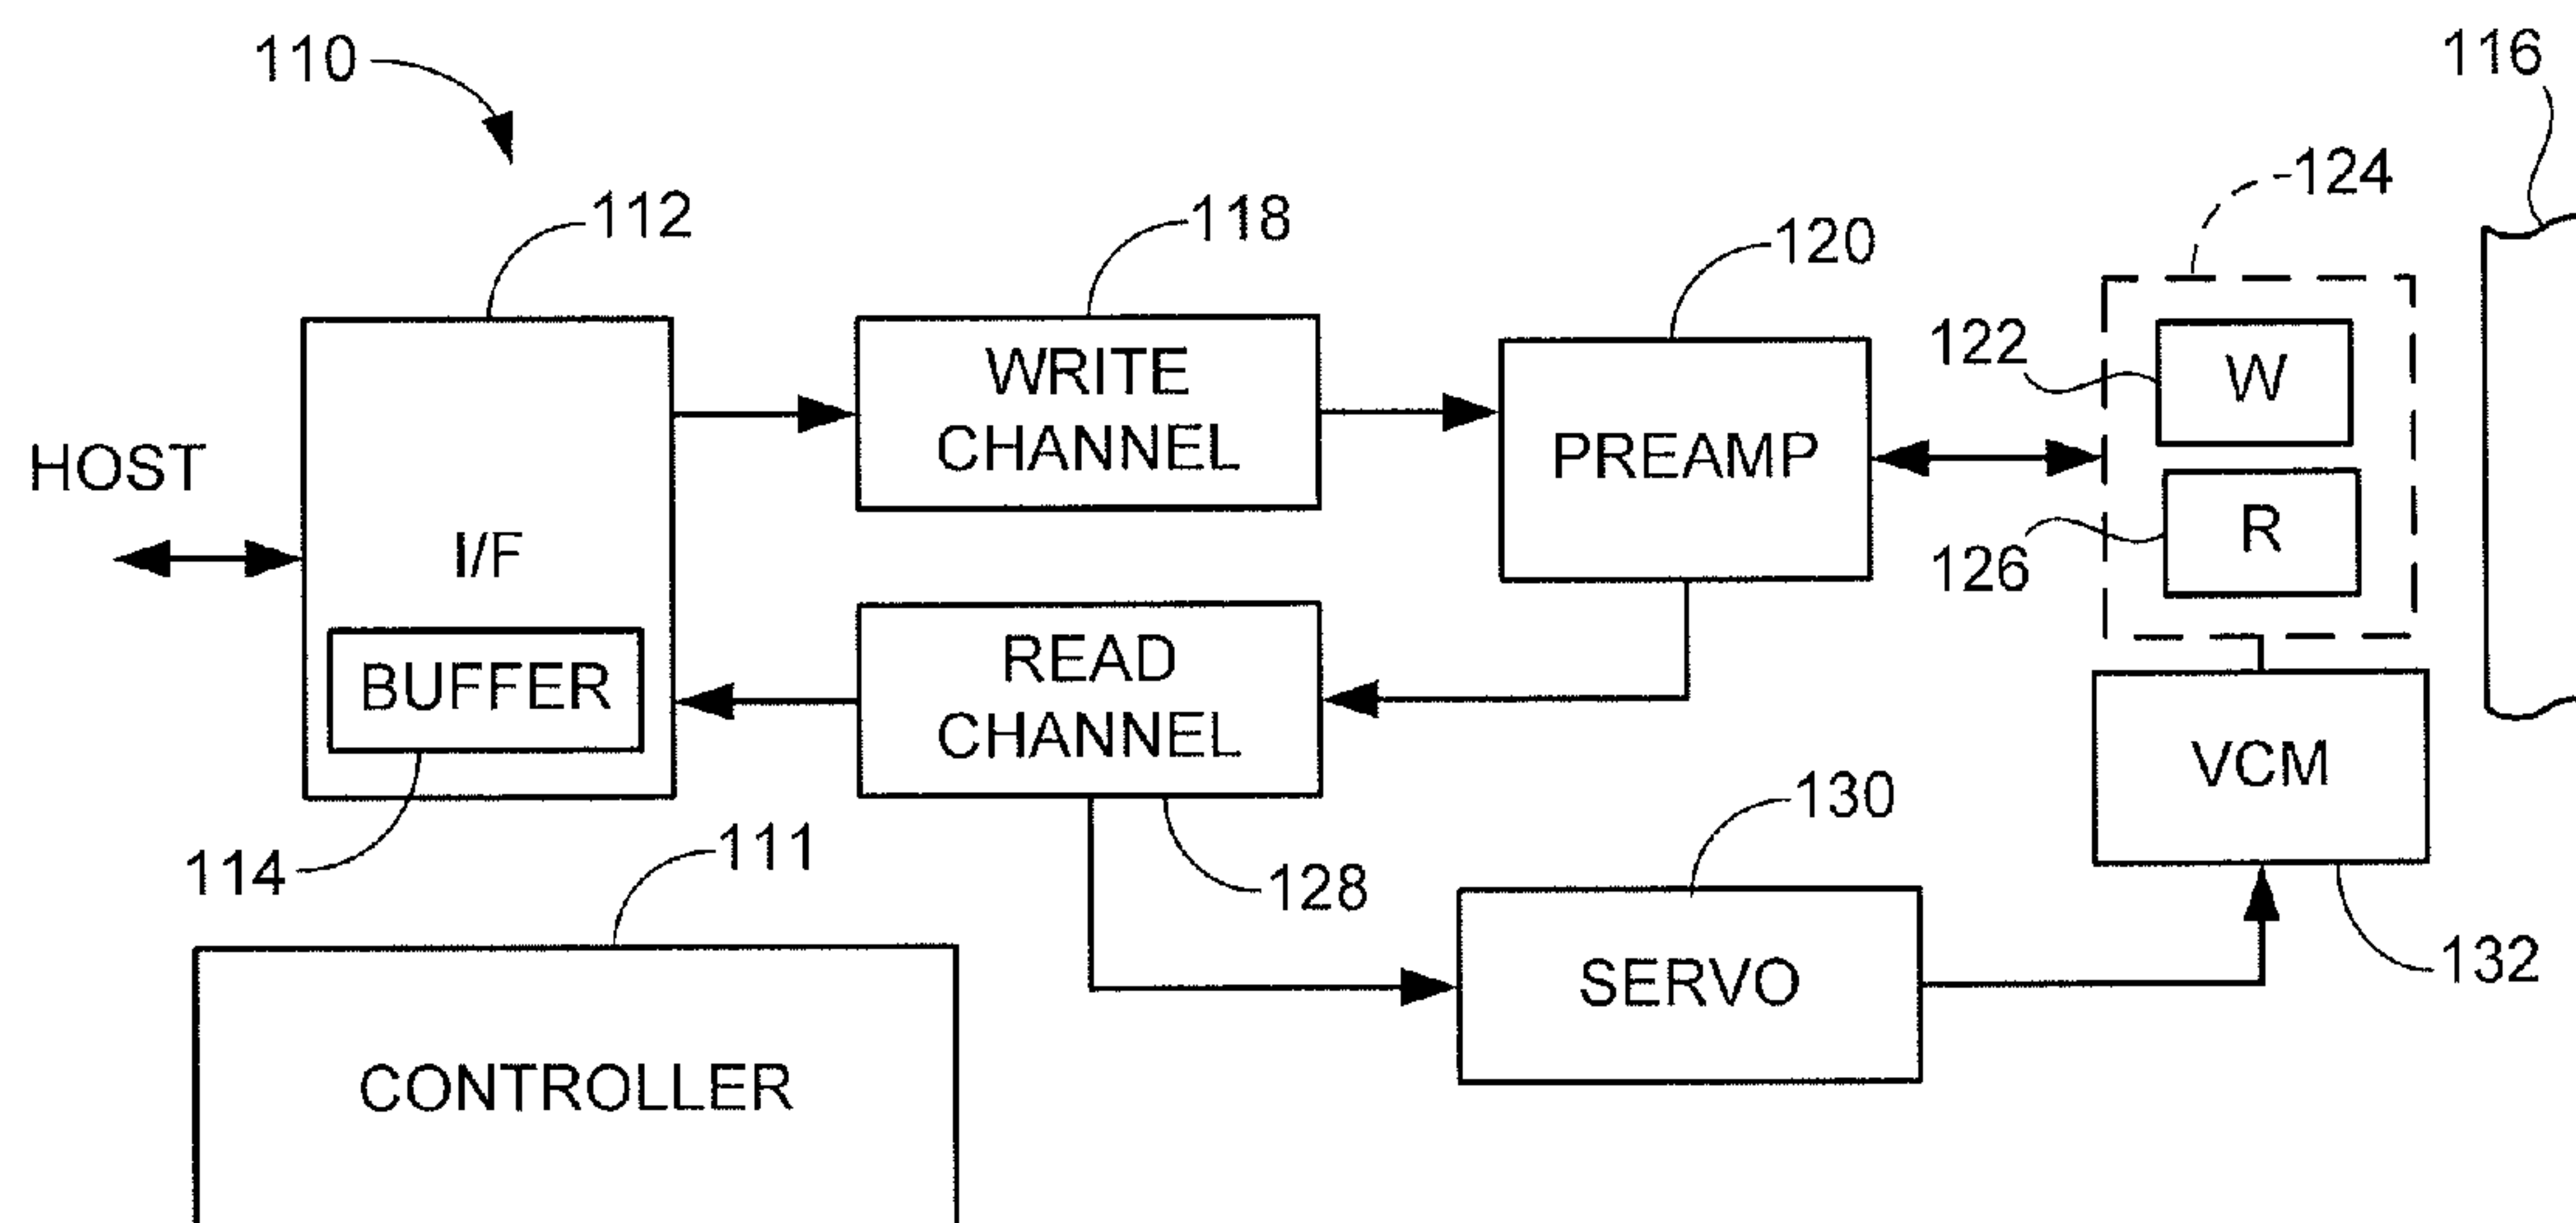 110
116
124
112
118
120
122
W
WRITE
CHANNEL
PREAMP
HOST
I/F
R
126
BUFFER
READ
CHANNEL
VCM
130
114
111
128
132
SERVO
CONTROLLER